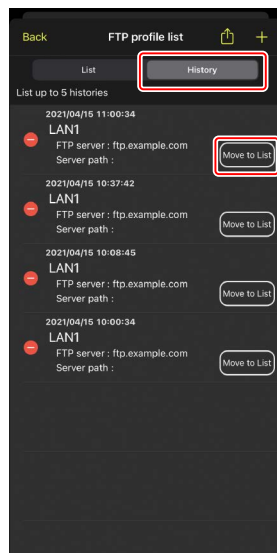 Back FTP profile list
List History
List up to 5 histories
2021/04/15 11:00:34
LAN1
FTP server : ftp.example.com
Server path :
Move to List
2021/04/15 10:37:42
LAN1
FTP server : ftp.example.com
Server path :
Move to List
2021/04/15 10:08:45
LAN1
FTP server : ftp.example.com
Server path :
Move to List
2021/04/15 10:00:34
LAN1
FTP server : ftp.example.com
Server path :
Move to List